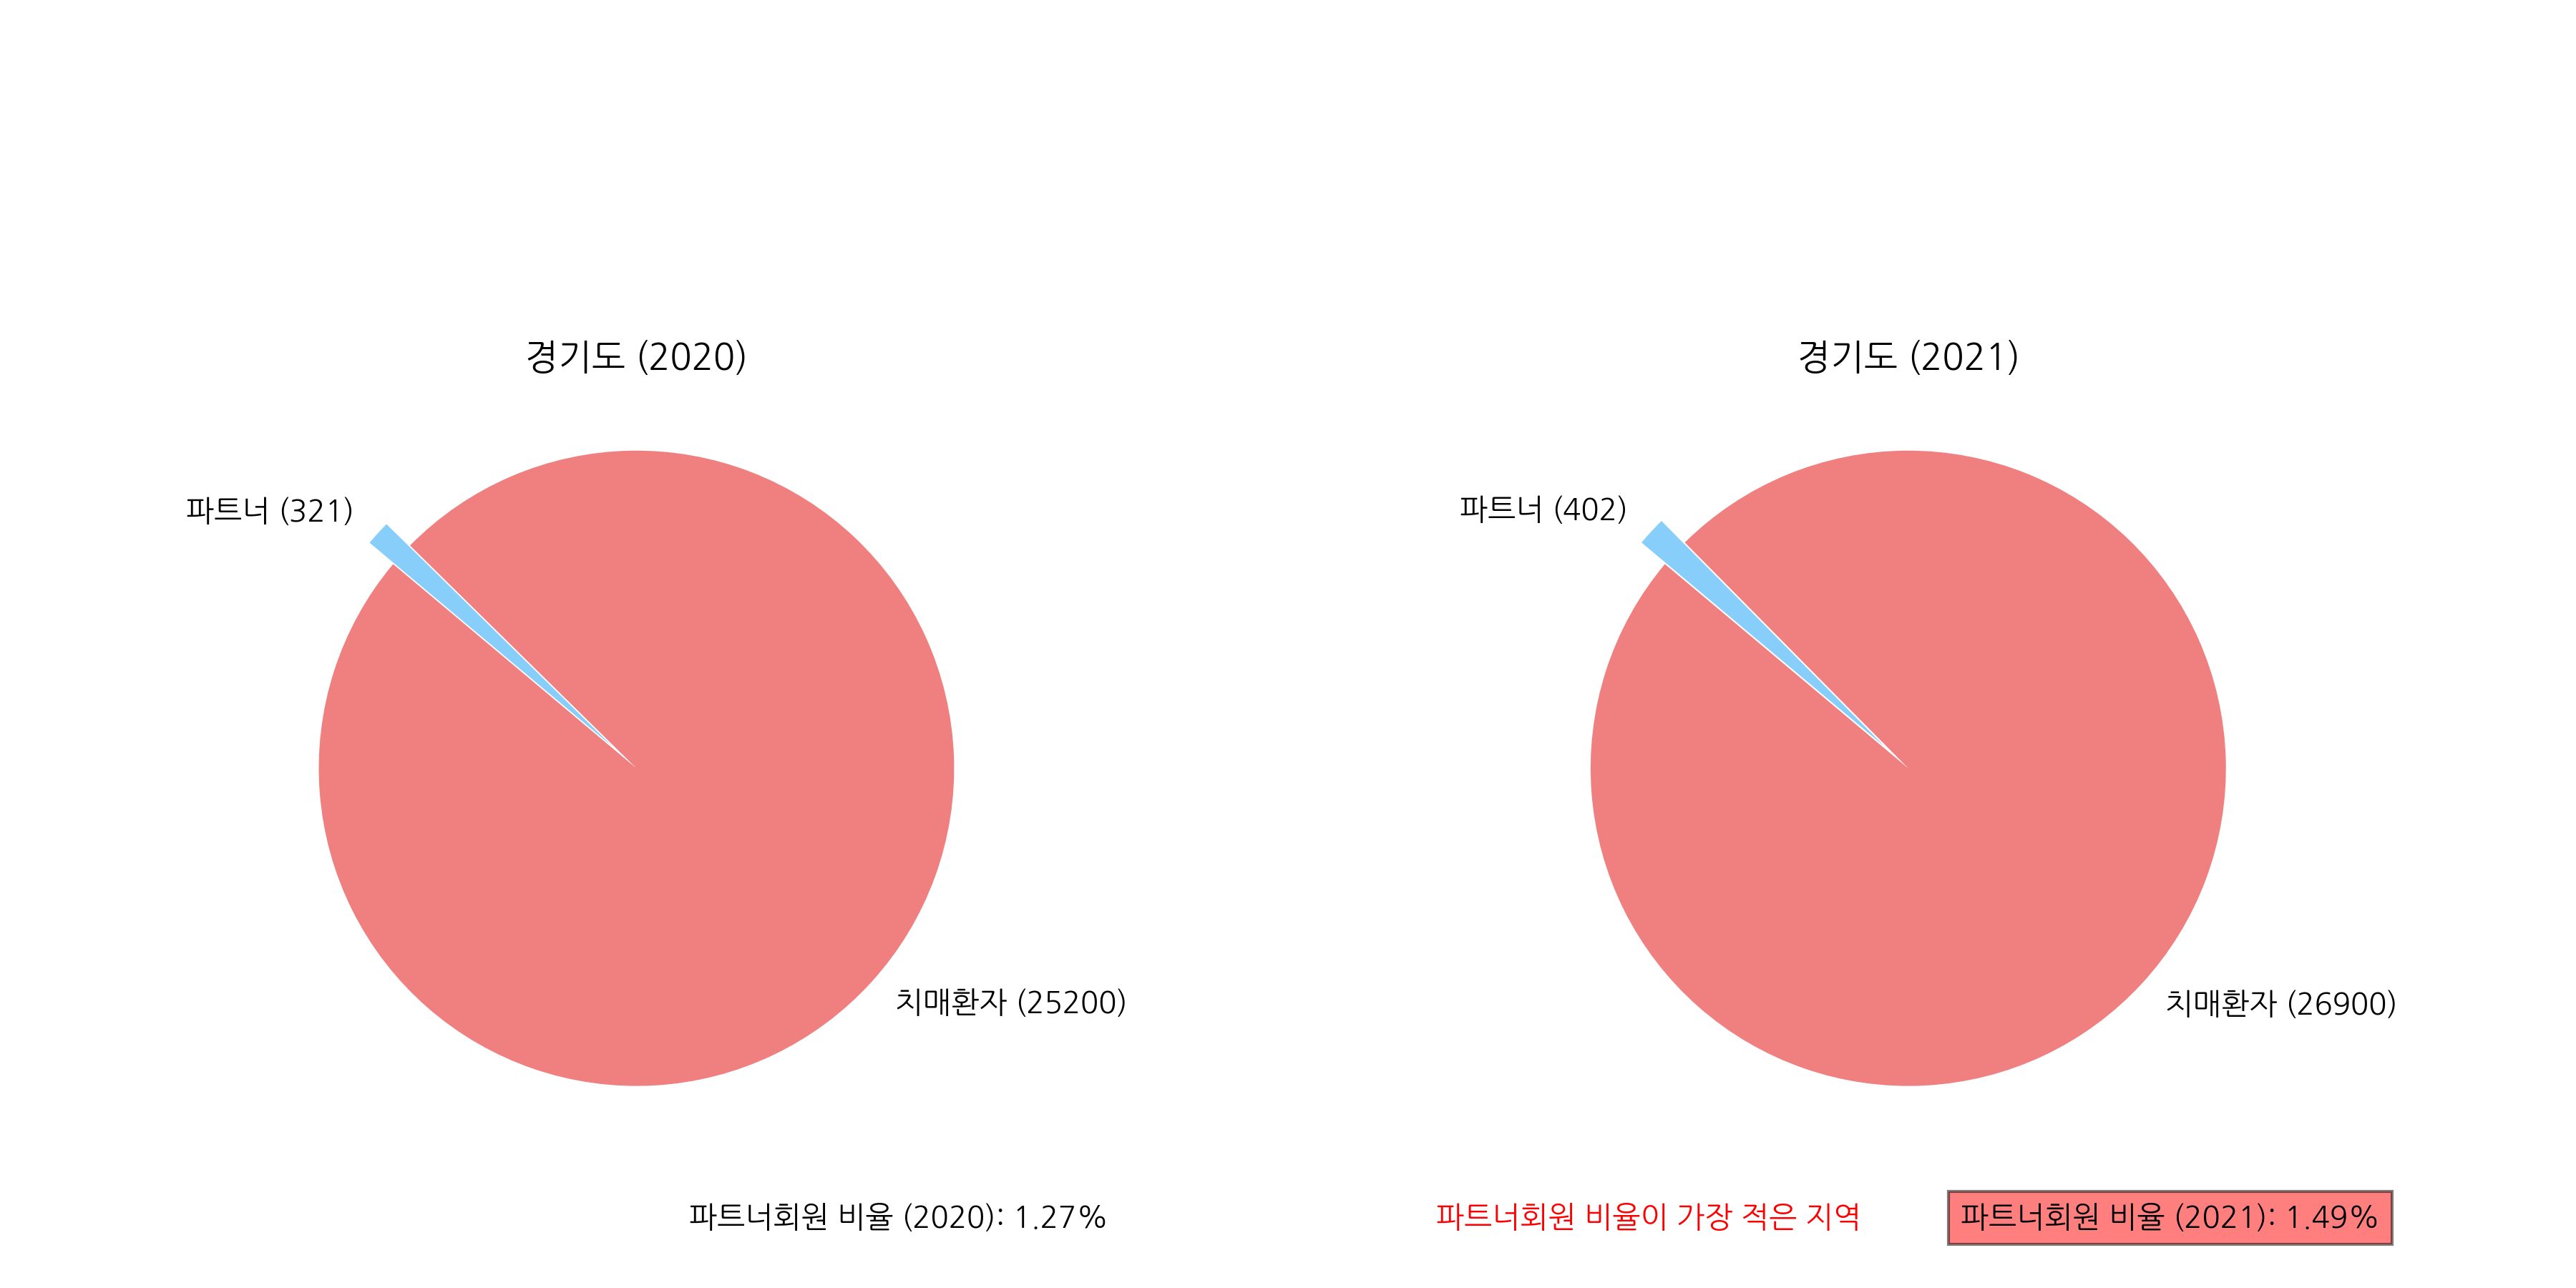 경기도 (2020)
파트너 (321)
치매환자 (25200)
파트너회원 비율 (2020): 1.27%
경기도 (2021)
파트너 (402)
치매환자 (26900)
파트너회원 비율이 가장 적은 지역
파트너회원 비율 (2021): 1.49%